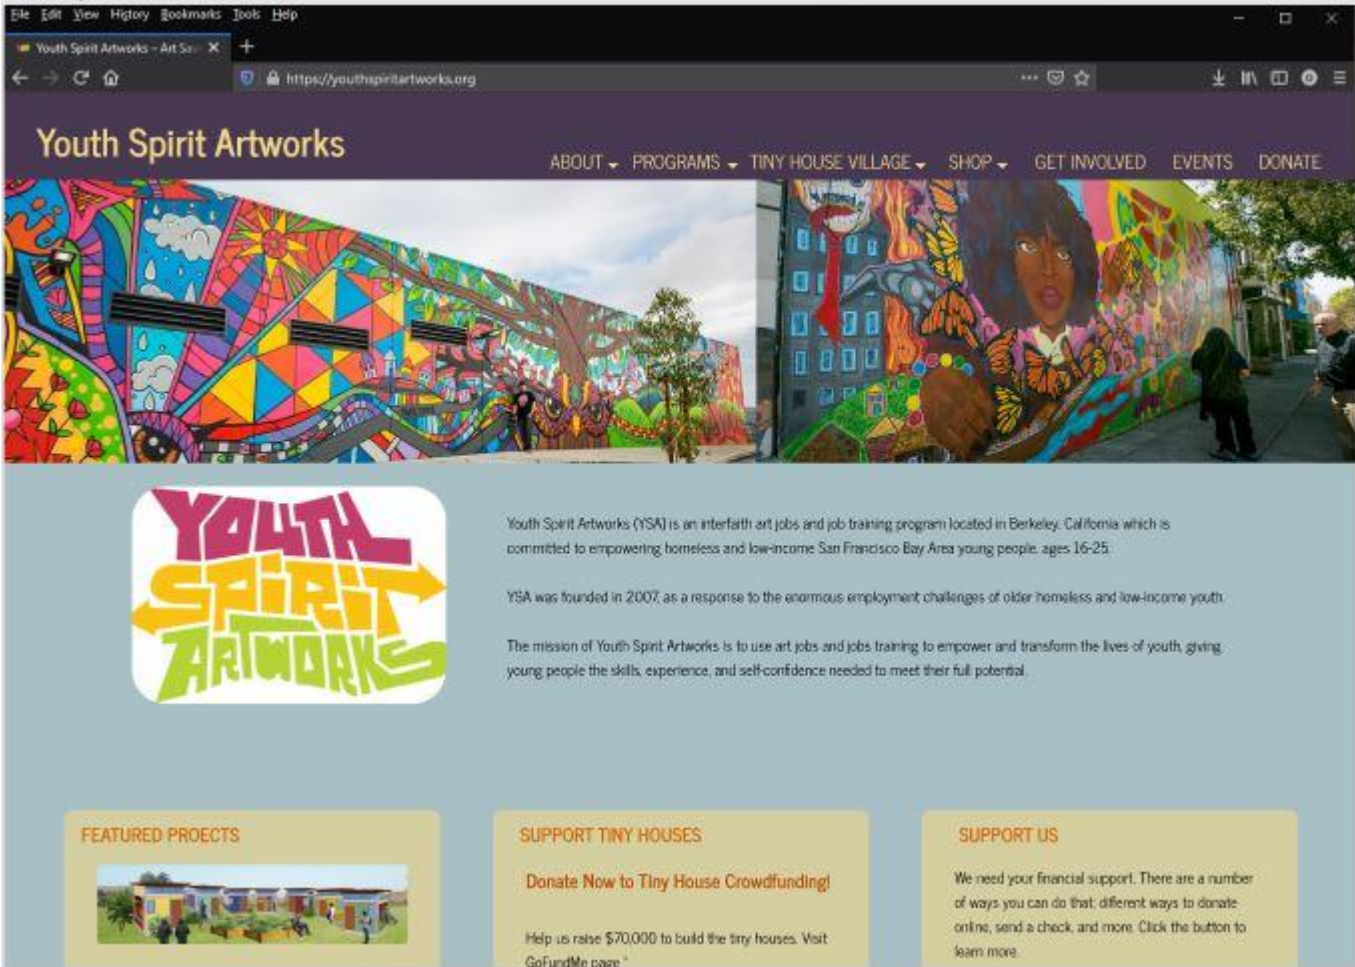 File Edit View History Bookmarks Tools Help
Youth Spirit Artworks – Art Sav
https://youthspiritartworks.org
Youth Spirit Artworks
ABOUT PROGRAMS TINY HOUSE VILLAGE SHOP GET INVOLVED EVENTS DONATE
YOUTH
SPIRIT
ARTWORKS
Youth Spirit Artworks (YSA) is an interfaith art jobs and job training program located in Berkeley, California which is
committed to empowering homeless and low-income San Francisco Bay Area young people, ages 16-25.
YSA was founded in 2007, as a response to the enormous employment challenges of older homeless and low-income youth.
The mission of Youth Spirit Artworks is to use art jobs and jobs training to empower and transform the lives of youth, giving
young people the skills, experience, and self-confidence needed to meet their full potential.
FEATURED PROECTS
SUPPORT TINY HOUSES
Donate Now to Tiny House Crowdfunding!
Help us raise $70,000 to build the tiny houses. Visit
GoFundMe page "
SUPPORT US
We need your financial support. There are a number
of ways you can do that: different ways to donate
online, send a check, and more. Click the button to
learn more.